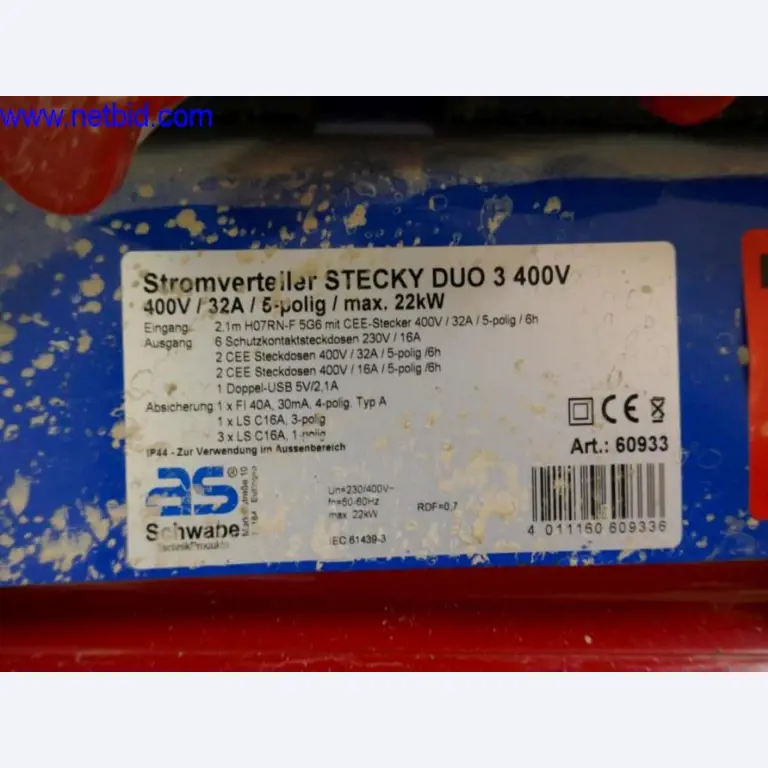 www.netbid.com
Stromverteiler STECKY DUO 3 400V
400V / 32A / 5-polig / max. 22kW
Eingang: 2,1m H07RN-F 5G6 mit CEE-Stecker 400V / 32A / 5-polig / 6h
Ausgang 6 Schutzkontaktsteckdosen 230V / 16A
2 CEE Steckdosen 400V / 32A / 5-polig /6h
2 CEE Steckdosen 400V / 16A / 5-polig /6h
1 Doppel-USB 5V/2,1A
Absicherung 1 x FI 40A, 30mA, 4-polig, Typ A
1 x LS C16A, 3-polig
3 x LS C16A, 1-polig
IP44 - Zur Verwendung im Aussenbereich
CE
Art.: 60933
as®
Schwabe
TechnikProdukte
Un=230/400V~
fn=50-60Hz
max. 22kW
RDF=0,7
IEC 61439-3
4 011160 609336